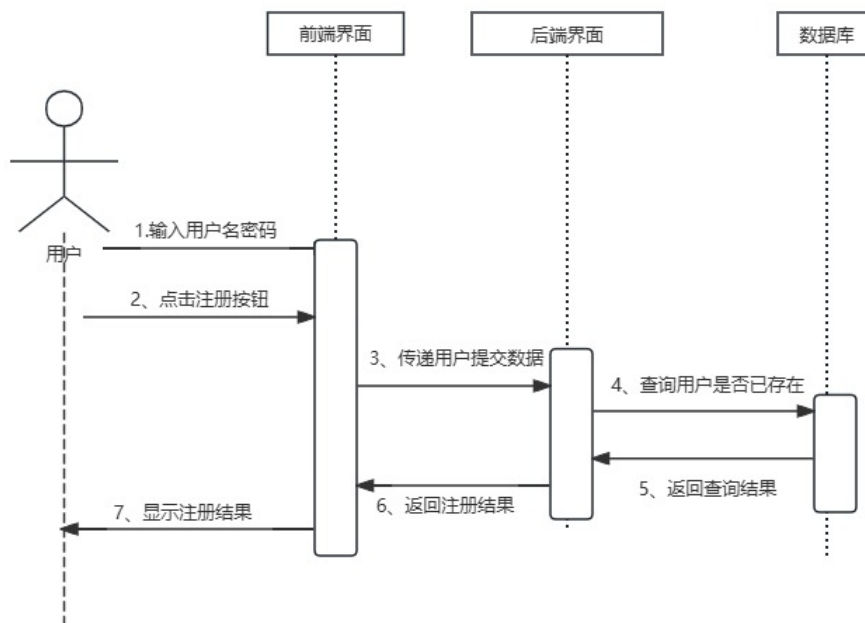 前端界面
后端界面
数据库
1.输入用户名密码
用户
2、点击注册按钮
3、传递用户提交数据
4、查询用户是否已存在
5、返回查询结果
6、返回注册结果
7、显示注册结果